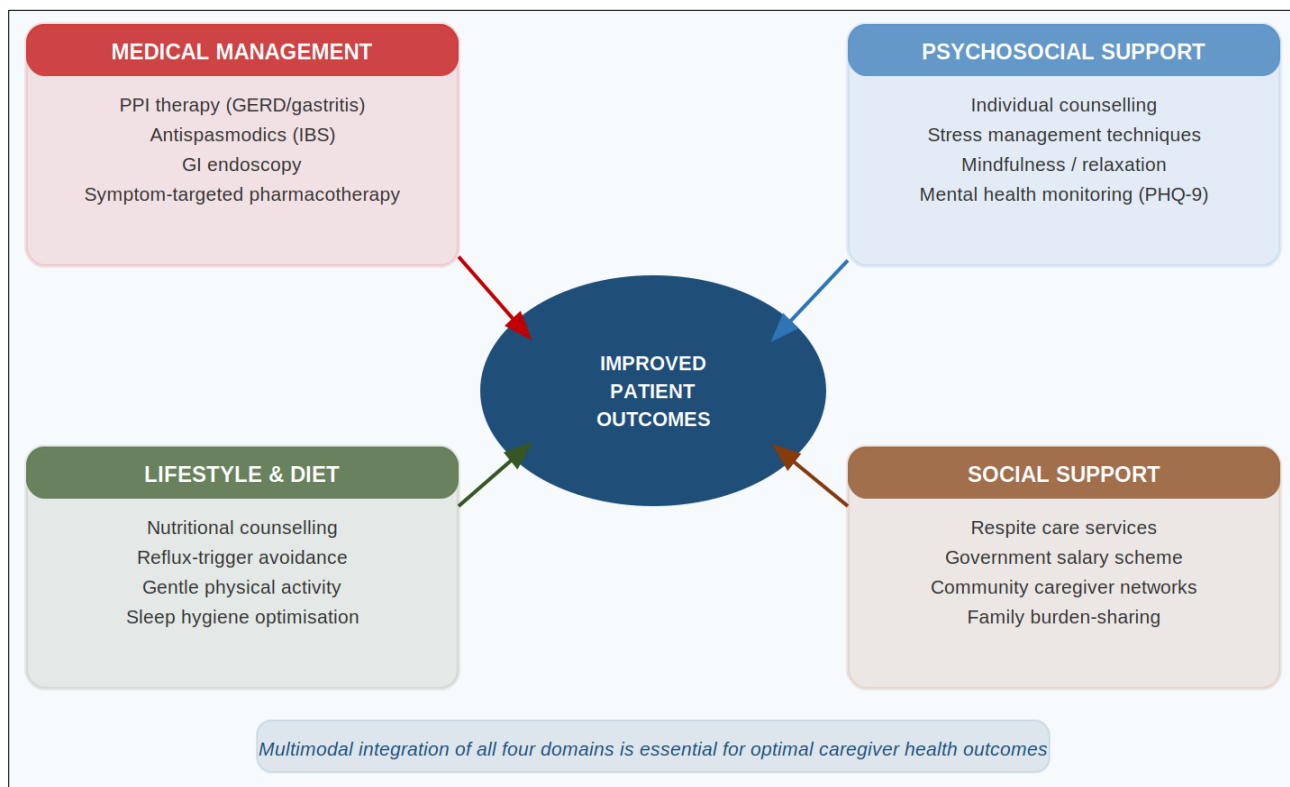 MEDICAL MANAGEMENT
PPI therapy (GERD/gastritis)
Antispasmodics (IBS)
GI endoscopy
Symptom-targeted pharmacotherapy
PSYCHOSOCIAL SUPPORT
Individual counselling
Stress management techniques
Mindfulness / relaxation
Mental health monitoring (PHQ-9)
IMPROVED
PATIENT
OUTCOMES
LIFESTYLE & DIET
Nutritional counselling
Reflux-trigger avoidance
Gentle physical activity
Sleep hygiene optimisation
SOCIAL SUPPORT
Respite care services
Government salary scheme
Community caregiver networks
Family burden-sharing
Multimodal integration of all four domains is essential for optimal caregiver health outcomes